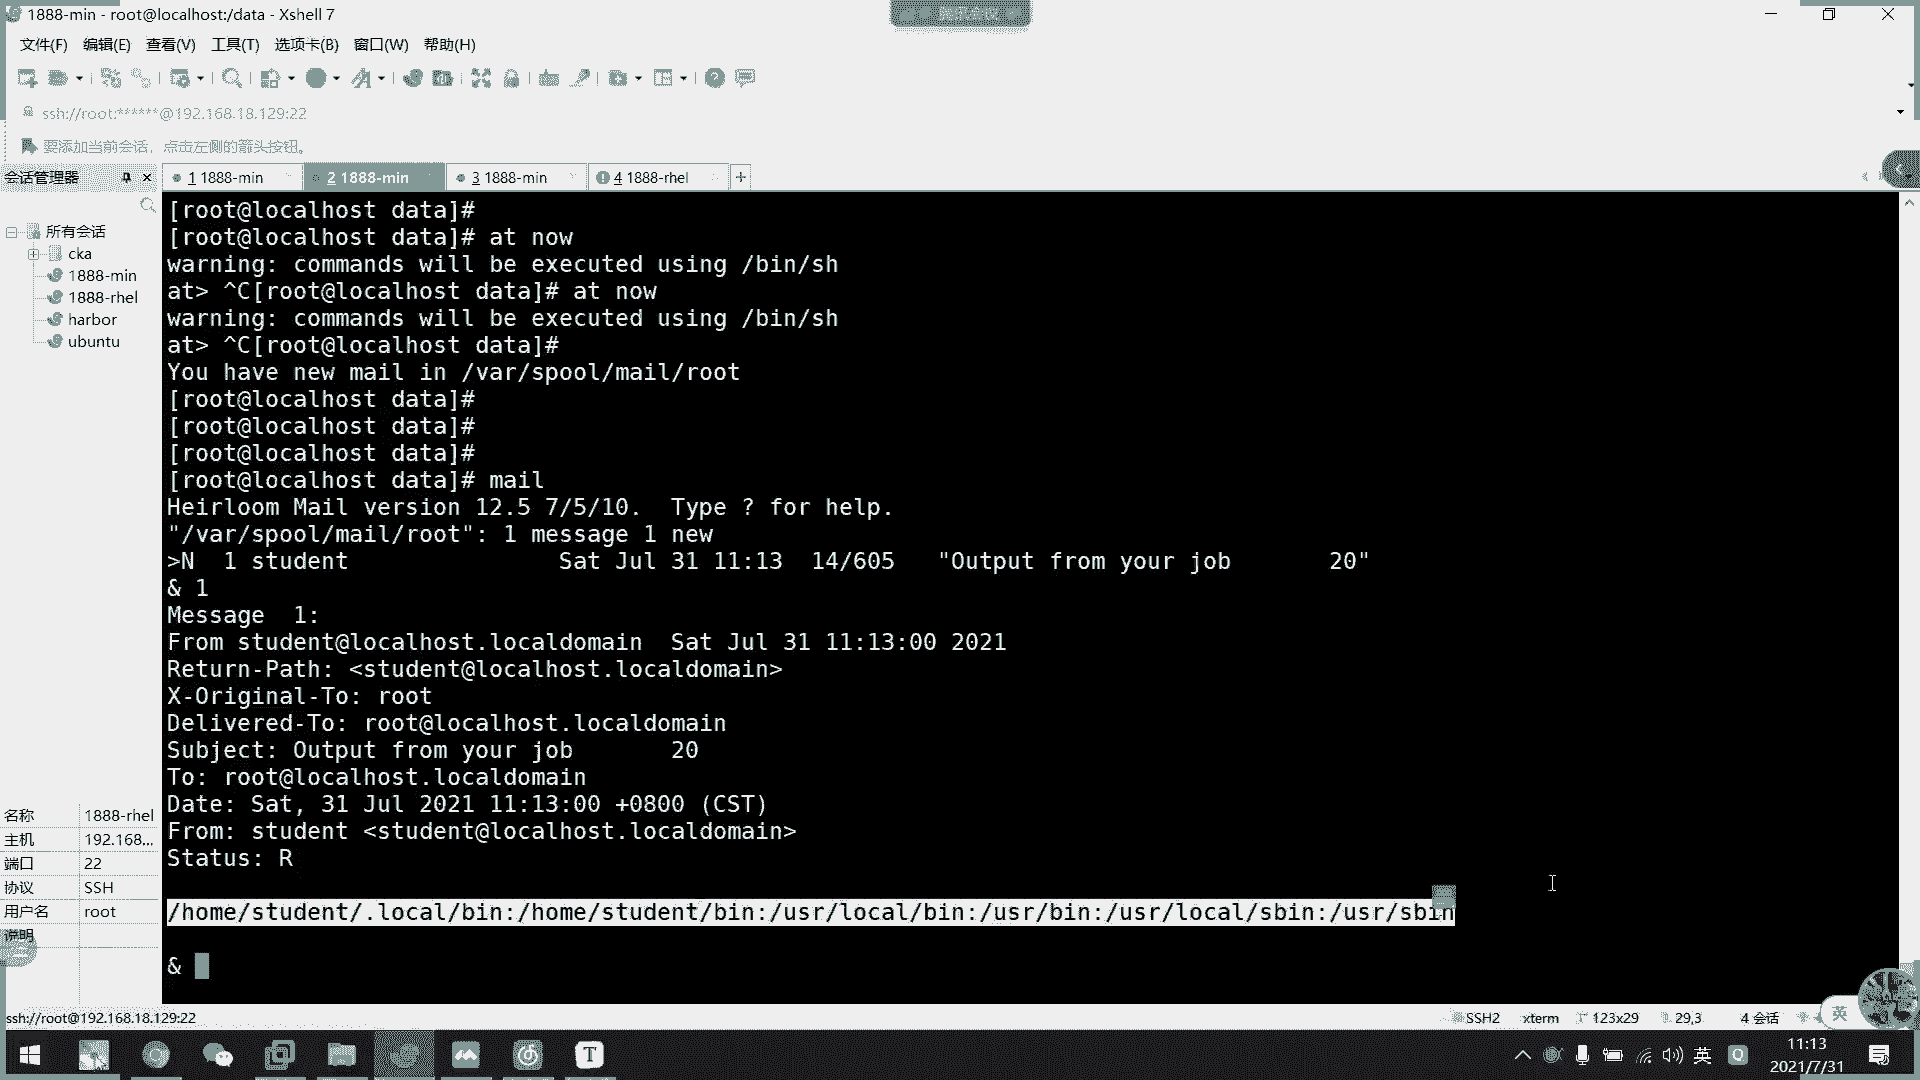 1888-min - root@localhost:/data - Xshell 7
文件(F) 编辑(E) 查看(V) 工具(T) 选项卡(B) 窗口(W) 帮助(H)
ssh://root:******@192.168.18.129:22
要添加当前会话，点击左侧的箭头按钮。
会话管理器
1 1888-min 2 1888-min 3 1888-min 4 1888-rhel +
所有会话
cka
1888-min
1888-rhel
harbor
ubuntu
名称 1888-rhel
主机 192.168...
端口 22
协议 SSH
用户名 root
说明
[root@localhost data]#
[root@localhost data]# at now
warning: commands will be executed using /bin/sh
at> ^C[root@localhost data]# at now
warning: commands will be executed using /bin/sh
at> ^C[root@localhost data]#
You have new mail in /var/spool/mail/root
[root@localhost data]#
[root@localhost data]#
[root@localhost data]#
[root@localhost data]# mail
Heirloom Mail version 12.5 7/5/10.  Type ? for help.
"/var/spool/mail/root": 1 message 1 new
>N  1 student               Sat Jul 31 11:13  14/605   "Output from your job       20"
& 1
Message  1:
From student@localhost.localdomain  Sat Jul 31 11:13:00 2021
Return-Path: <student@localhost.localdomain>
X-Original-To: root
Delivered-To: root@localhost.localdomain
Subject: Output from your job       20
To: root@localhost.localdomain
Date: Sat, 31 Jul 2021 11:13:00 +0800 (CST)
From: student <student@localhost.localdomain>
Status: R
/home/student/.local/bin:/home/student/bin:/usr/local/bin:/usr/bin:/usr/local/sbin:/usr/sbin
&
ssh://root@192.168.18.129:22 SSH2 xterm 123x29 29,3 4 会话
英
T
英
11:13
2021/7/31